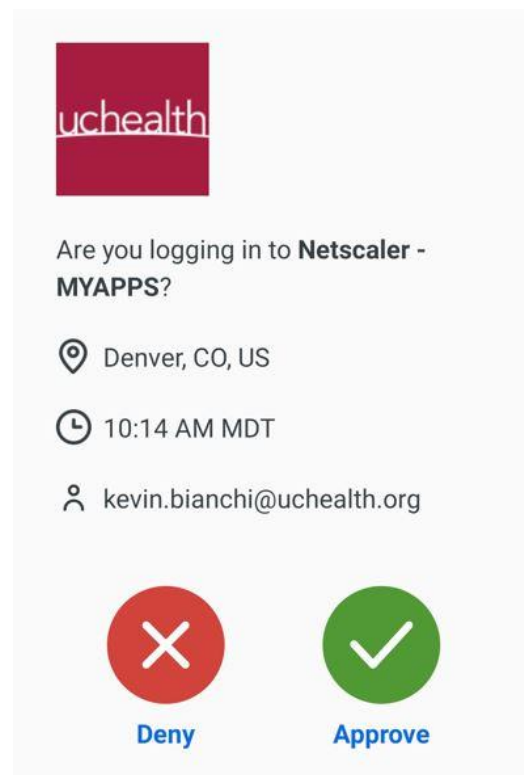 uchealth
Are you logging in to Netscaler -
MYAPPS?
Denver, CO, US
10:14 AM MDT
kevin.bianchi@uchealth.org
Deny
Approve